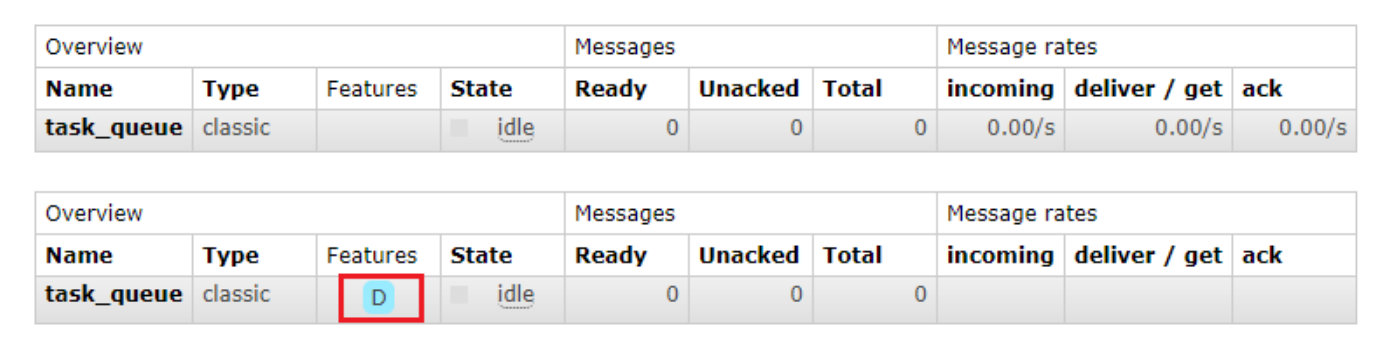 Overview Messages Message rates
Name Type Features State Ready Unacked Total incoming deliver / get ack
task_queue classic idle 0 0 0 0.00/s 0.00/s 0.00/s
Overview Messages Message rates
Name Type Features State Ready Unacked Total incoming deliver / get ack
task_queue classic D idle 0 0 0